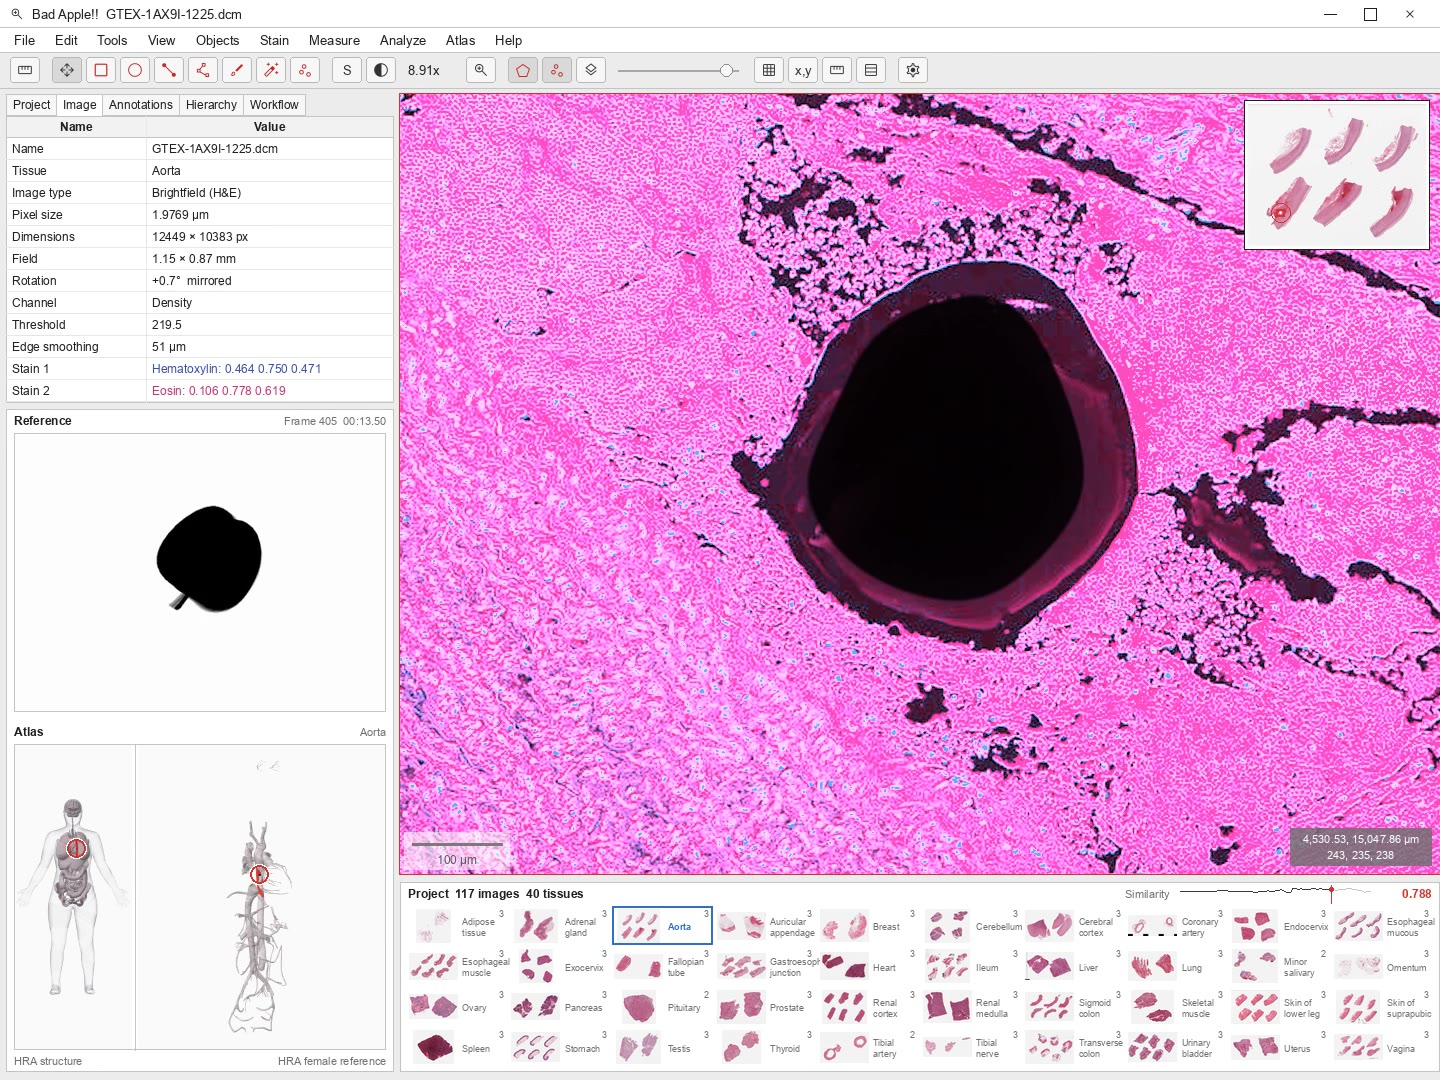 Bad Apple!! GTEX-1AX9I-1225.dcm
File Edit Tools View Objects Stain Measure Analyze Atlas Help
S 8.91x x,y
Project Image Annotations Hierarchy Workflow
Name Value
Name GTEX-1AX9I-1225.dcm
Tissue Aorta
Image type Brightfield (H&E)
Pixel size 1.9769 µm
Dimensions 12449 × 10383 px
Field 1.15 × 0.87 mm
Rotation +0.7° mirrored
Channel Density
Threshold 219.5
Edge smoothing 51 µm
Stain 1 Hematoxylin: 0.464 0.750 0.471
Stain 2 Eosin: 0.106 0.778 0.619
Reference Frame 405 00:13.50
Atlas Aorta
HRA structure HRA female reference
100 µm
4,530.53, 15,047.86 µm
243, 235, 238
Project 117 images 40 tissues Similarity 0.788
Adipose tissue 3
Adrenal gland 3
Aorta 3
Auricular appendage 3
Breast 3
Cerebellum 3
Cerebral cortex 3
Coronary artery 3
Endocervix 3
Esophageal mucous 3
Esophageal muscle 3
Exocervix 3
Fallopian tube 3
Gastroesoph junction 3
Heart 3
Ileum 3
Liver 3
Lung 3
Minor salivary 2
Omentum 3
Ovary 3
Pancreas 3
Pituitary 2
Prostate 3
Renal cortex 3
Renal medulla 3
Sigmoid colon 3
Skeletal muscle 3
Skin of lower leg 3
Skin of suprapubic 3
Spleen 3
Stomach 3
Testis 3
Thyroid 3
Tibial artery 2
Tibial nerve 3
Transverse colon 3
Urinary bladder 3
Uterus 3
Vagina 3